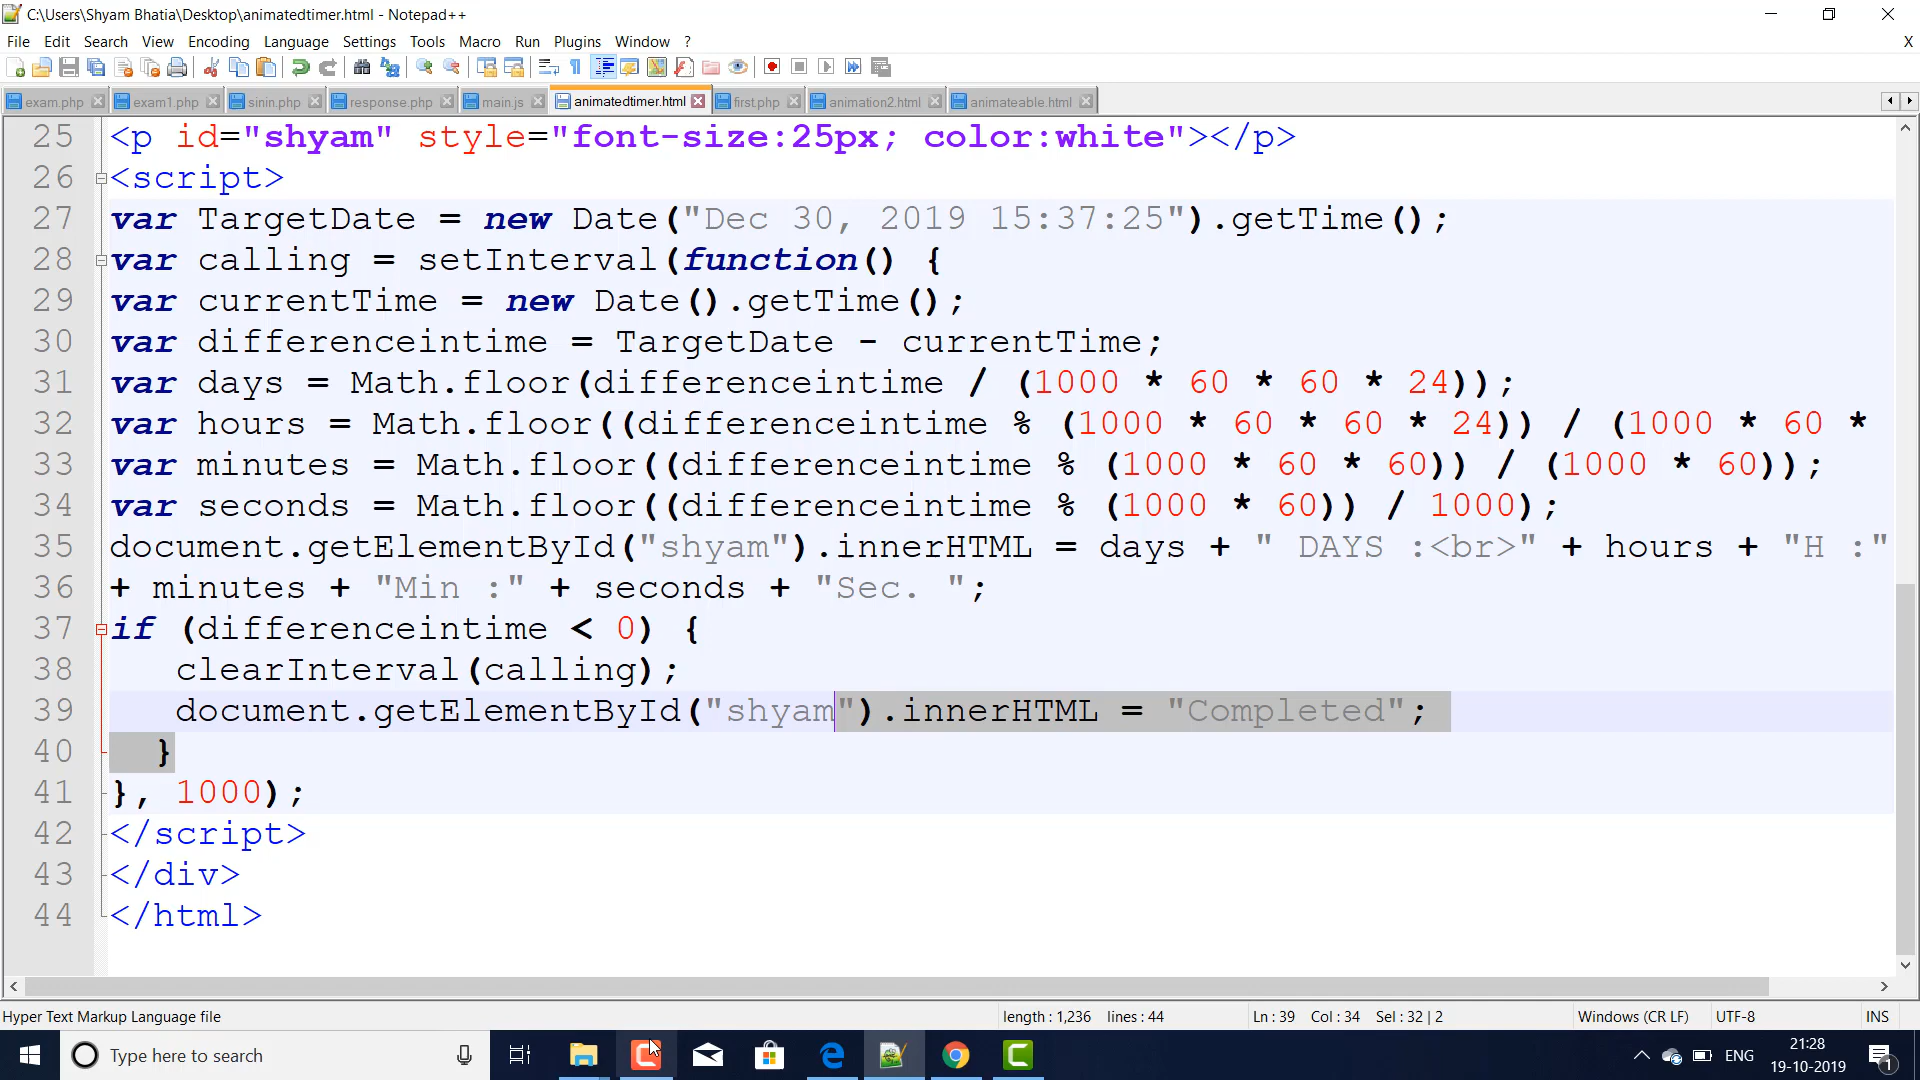 C:\Users\Shyam Bhatia\Desktop\animatedtimer.html - Notepad++
File Edit Search View Encoding Language Settings Tools Macro Run Plugins Window ? X
exam.php exam1.php sinin.php response.php main.js animatedtimer.html first.php animation2.html animateable.html
25 <p id="shyam" style="font-size:25px; color:white"></p>
26 <script>
27 var TargetDate = new Date("Dec 30, 2019 15:37:25").getTime();
28 var calling = setInterval(function() {
29 var currentTime = new Date().getTime();
30 var differenceintime = TargetDate - currentTime;
31 var days = Math.floor(differenceintime / (1000 * 60 * 60 * 24));
32 var hours = Math.floor((differenceintime % (1000 * 60 * 60 * 24)) / (1000 * 60 *
33 var minutes = Math.floor((differenceintime % (1000 * 60 * 60)) / (1000 * 60));
34 var seconds = Math.floor((differenceintime % (1000 * 60)) / 1000);
35 document.getElementById("shyam").innerHTML = days + " DAYS :<br>" + hours + "H :"
36 + minutes + "Min :" + seconds + "Sec. ";
37 if (differenceintime < 0) {
38 clearInterval(calling);
39 document.getElementById("shyam").innerHTML = "Completed";
40 }
41 }, 1000);
42 </script>
43 </div>
44 </html>
Hyper Text Markup Language file length : 1,236 lines : 44 Ln : 39 Col : 34 Sel : 32 | 2 Windows (CR LF) UTF-8 INS
Type here to search ENG 21:28
19-10-2019 1